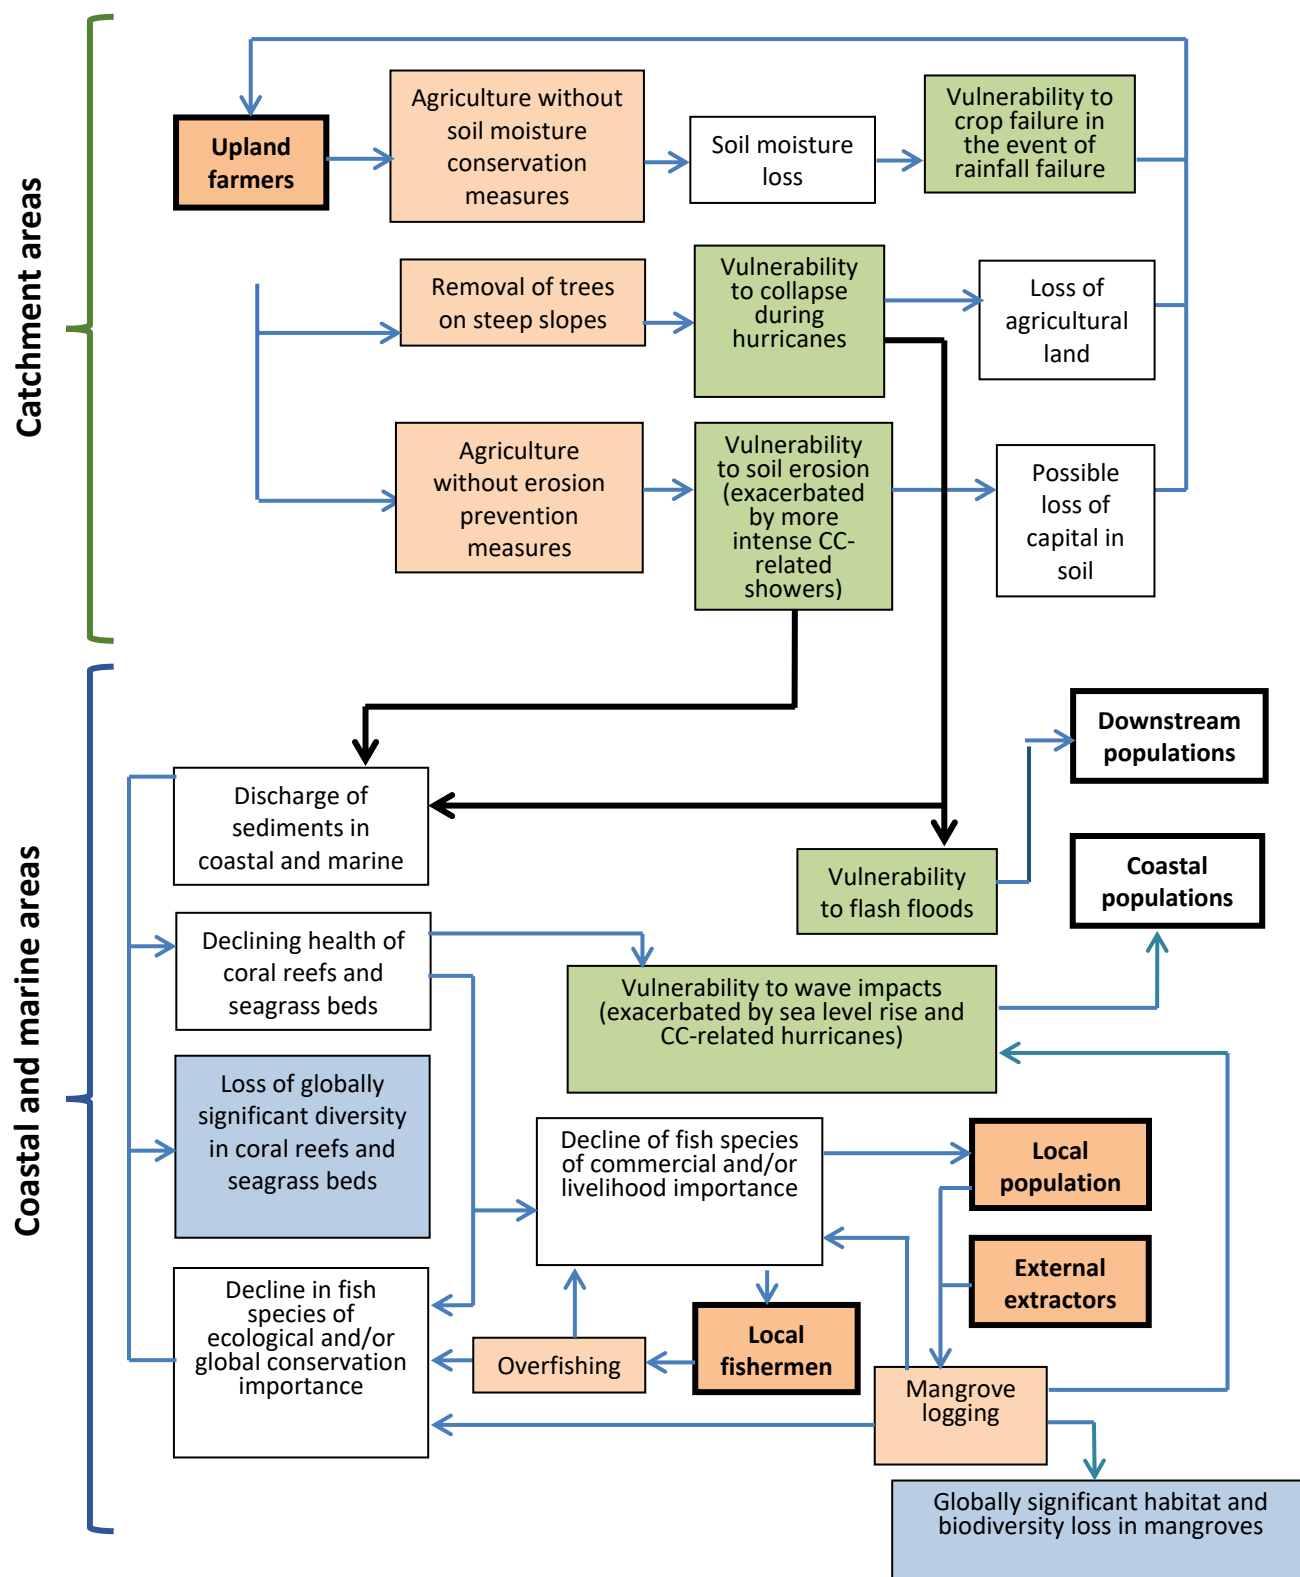 Catchment areas
Upland
farmers
Agriculture without
soil moisture
conservation
measures
Soil moisture
loss
Vulnerability to
crop failure in
the event of
rainfall failure
Removal of trees
on steep slopes
Vulnerability
to collapse
during
hurricanes
Loss of
agricultural
land
Agriculture
without erosion
prevention
measures
Vulnerability
to soil erosion
(exacerbated
by more
intense CC-
related
showers)
Possible
loss of
capital in
soil
Coastal and marine areas
Downstream
populations
Discharge of
sediments in
coastal and marine
Vulnerability
to flash floods
Coastal
populations
Declining health of
coral reefs and
seagrass beds
Vulnerability to wave impacts
(exacerbated by sea level rise and
CC-related hurricanes)
Loss of globally
significant diversity
in coral reefs and
seagrass beds
Decline of fish species
of commercial and/or
livelihood importance
Local
population
External
extractors
Decline in fish
species of
ecological and/or
global conservation
importance
Overfishing
Local
fishermen
Mangrove
logging
Globally significant habitat and
biodiversity loss in mangroves